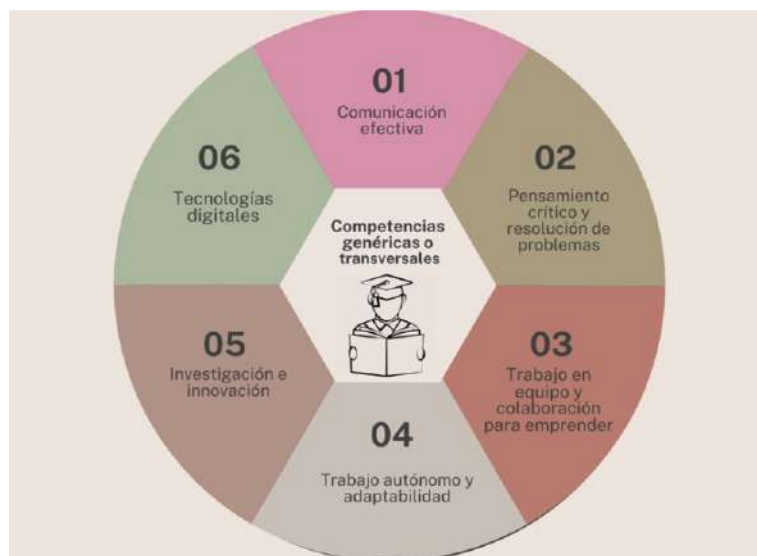 Competencias
genéricas o
transversales
01
Comunicación
efectiva
02
Pensamiento
crítico y
resolución de
problemas
03
Trabajo en
equipo y
colaboración
para emprender
04
Trabajo autónomo y
adaptabilidad
05
Investigación e
innovación
06
Tecnologías
digitales